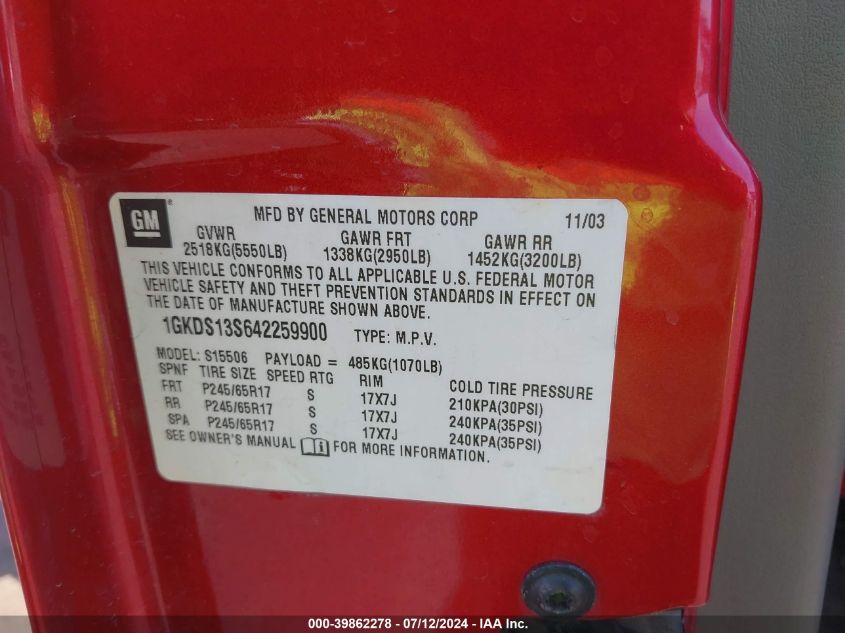 GM ®
MFD BY GENERAL MOTORS CORP 11/03
GVWR GAWR FRT GAWR RR
2518KG(5550LB) 1338KG(2950LB) 1452KG(3200LB)
THIS VEHICLE CONFORMS TO ALL APPLICABLE U.S. FEDERAL MOTOR
VEHICLE SAFETY AND THEFT PREVENTION STANDARDS IN EFFECT ON
THE DATE OF MANUFACTURE SHOWN ABOVE.
1GKDS13S642259900 TYPE: M.P.V.
MODEL: S15506 PAYLOAD = 485KG(1070LB)
SPNF TIRE SIZE SPEED RTG RIM COLD TIRE PRESSURE
FRT P245/65R17 S 17X7J 210KPA(30PSI)
RR P245/65R17 S 17X7J 240KPA(35PSI)
SPA P245/65R17 S 17X7J 240KPA(35PSI)
SEE OWNER'S MANUAL FOR MORE INFORMATION.
000-39862278 - 07/12/2024 - IAA Inc.